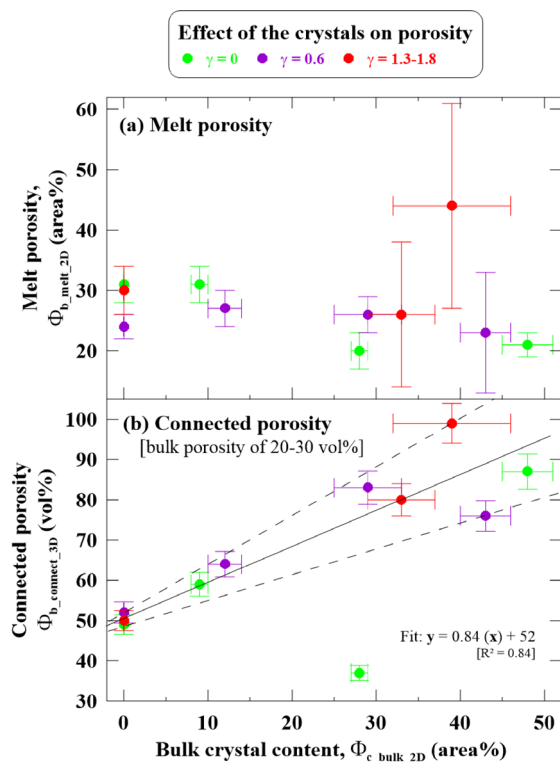 Effect of the crystals on porosity
γ = 0 γ = 0.6 γ = 1.3-1.8
(a) Melt porosity
Melt porosity,
Φb_melt_2D (area%)
60
50
40
30
20
(b) Connected porosity
[bulk porosity of 20-30 vol%]
Connected porosity
Φb_connect_3D (vol%)
100
90
80
70
60
50
40
30
Fit: y = 0.84 (x) + 52
[R² = 0.84]
0 10 20 30 40 50
Bulk crystal content, Φc_bulk_2D (area%)